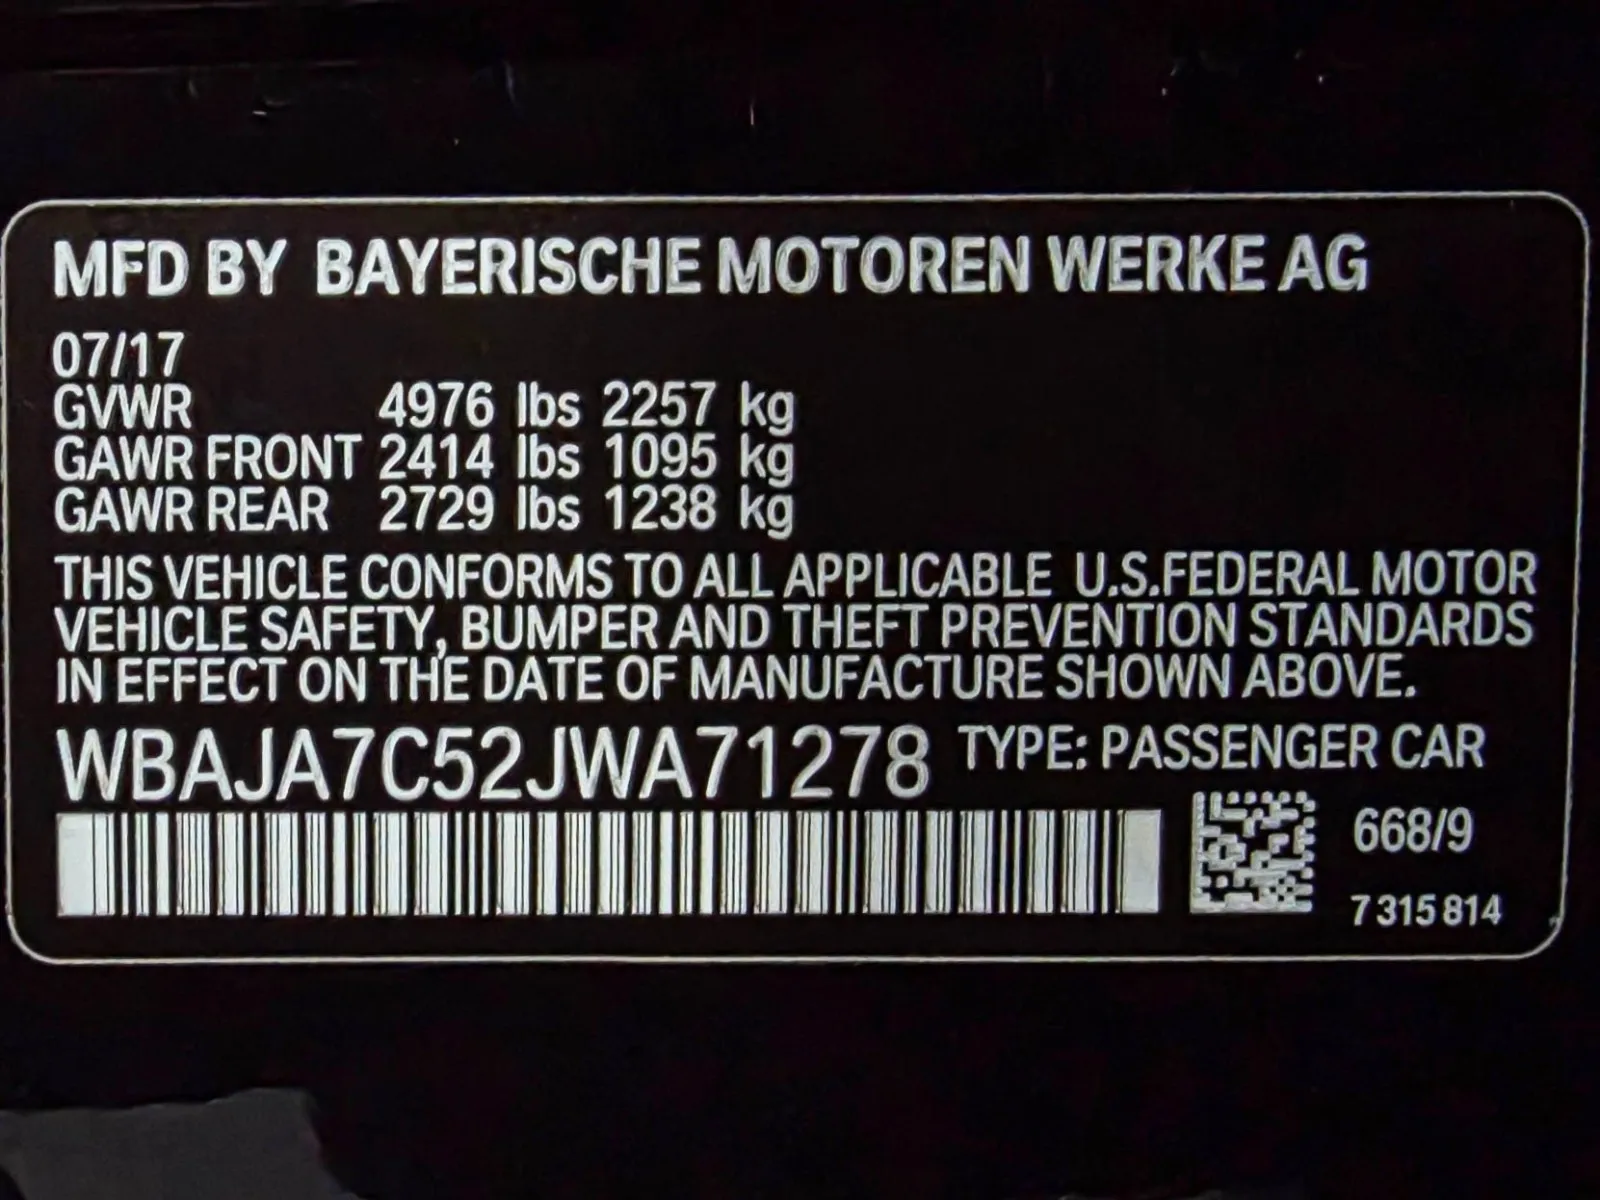 MFD BY BAYERISCHE MOTOREN WERKE AG
07/17
GVWR 4976 lbs 2257 kg
GAWR FRONT 2414 lbs 1095 kg
GAWR REAR 2729 lbs 1238 kg
THIS VEHICLE CONFORMS TO ALL APPLICABLE U.S.FEDERAL MOTOR
VEHICLE SAFETY, BUMPER AND THEFT PREVENTION STANDARDS
IN EFFECT ON THE DATE OF MANUFACTURE SHOWN ABOVE.
WBAJA7C52JWA71278 TYPE: PASSENGER CAR
668/9
7 315 814